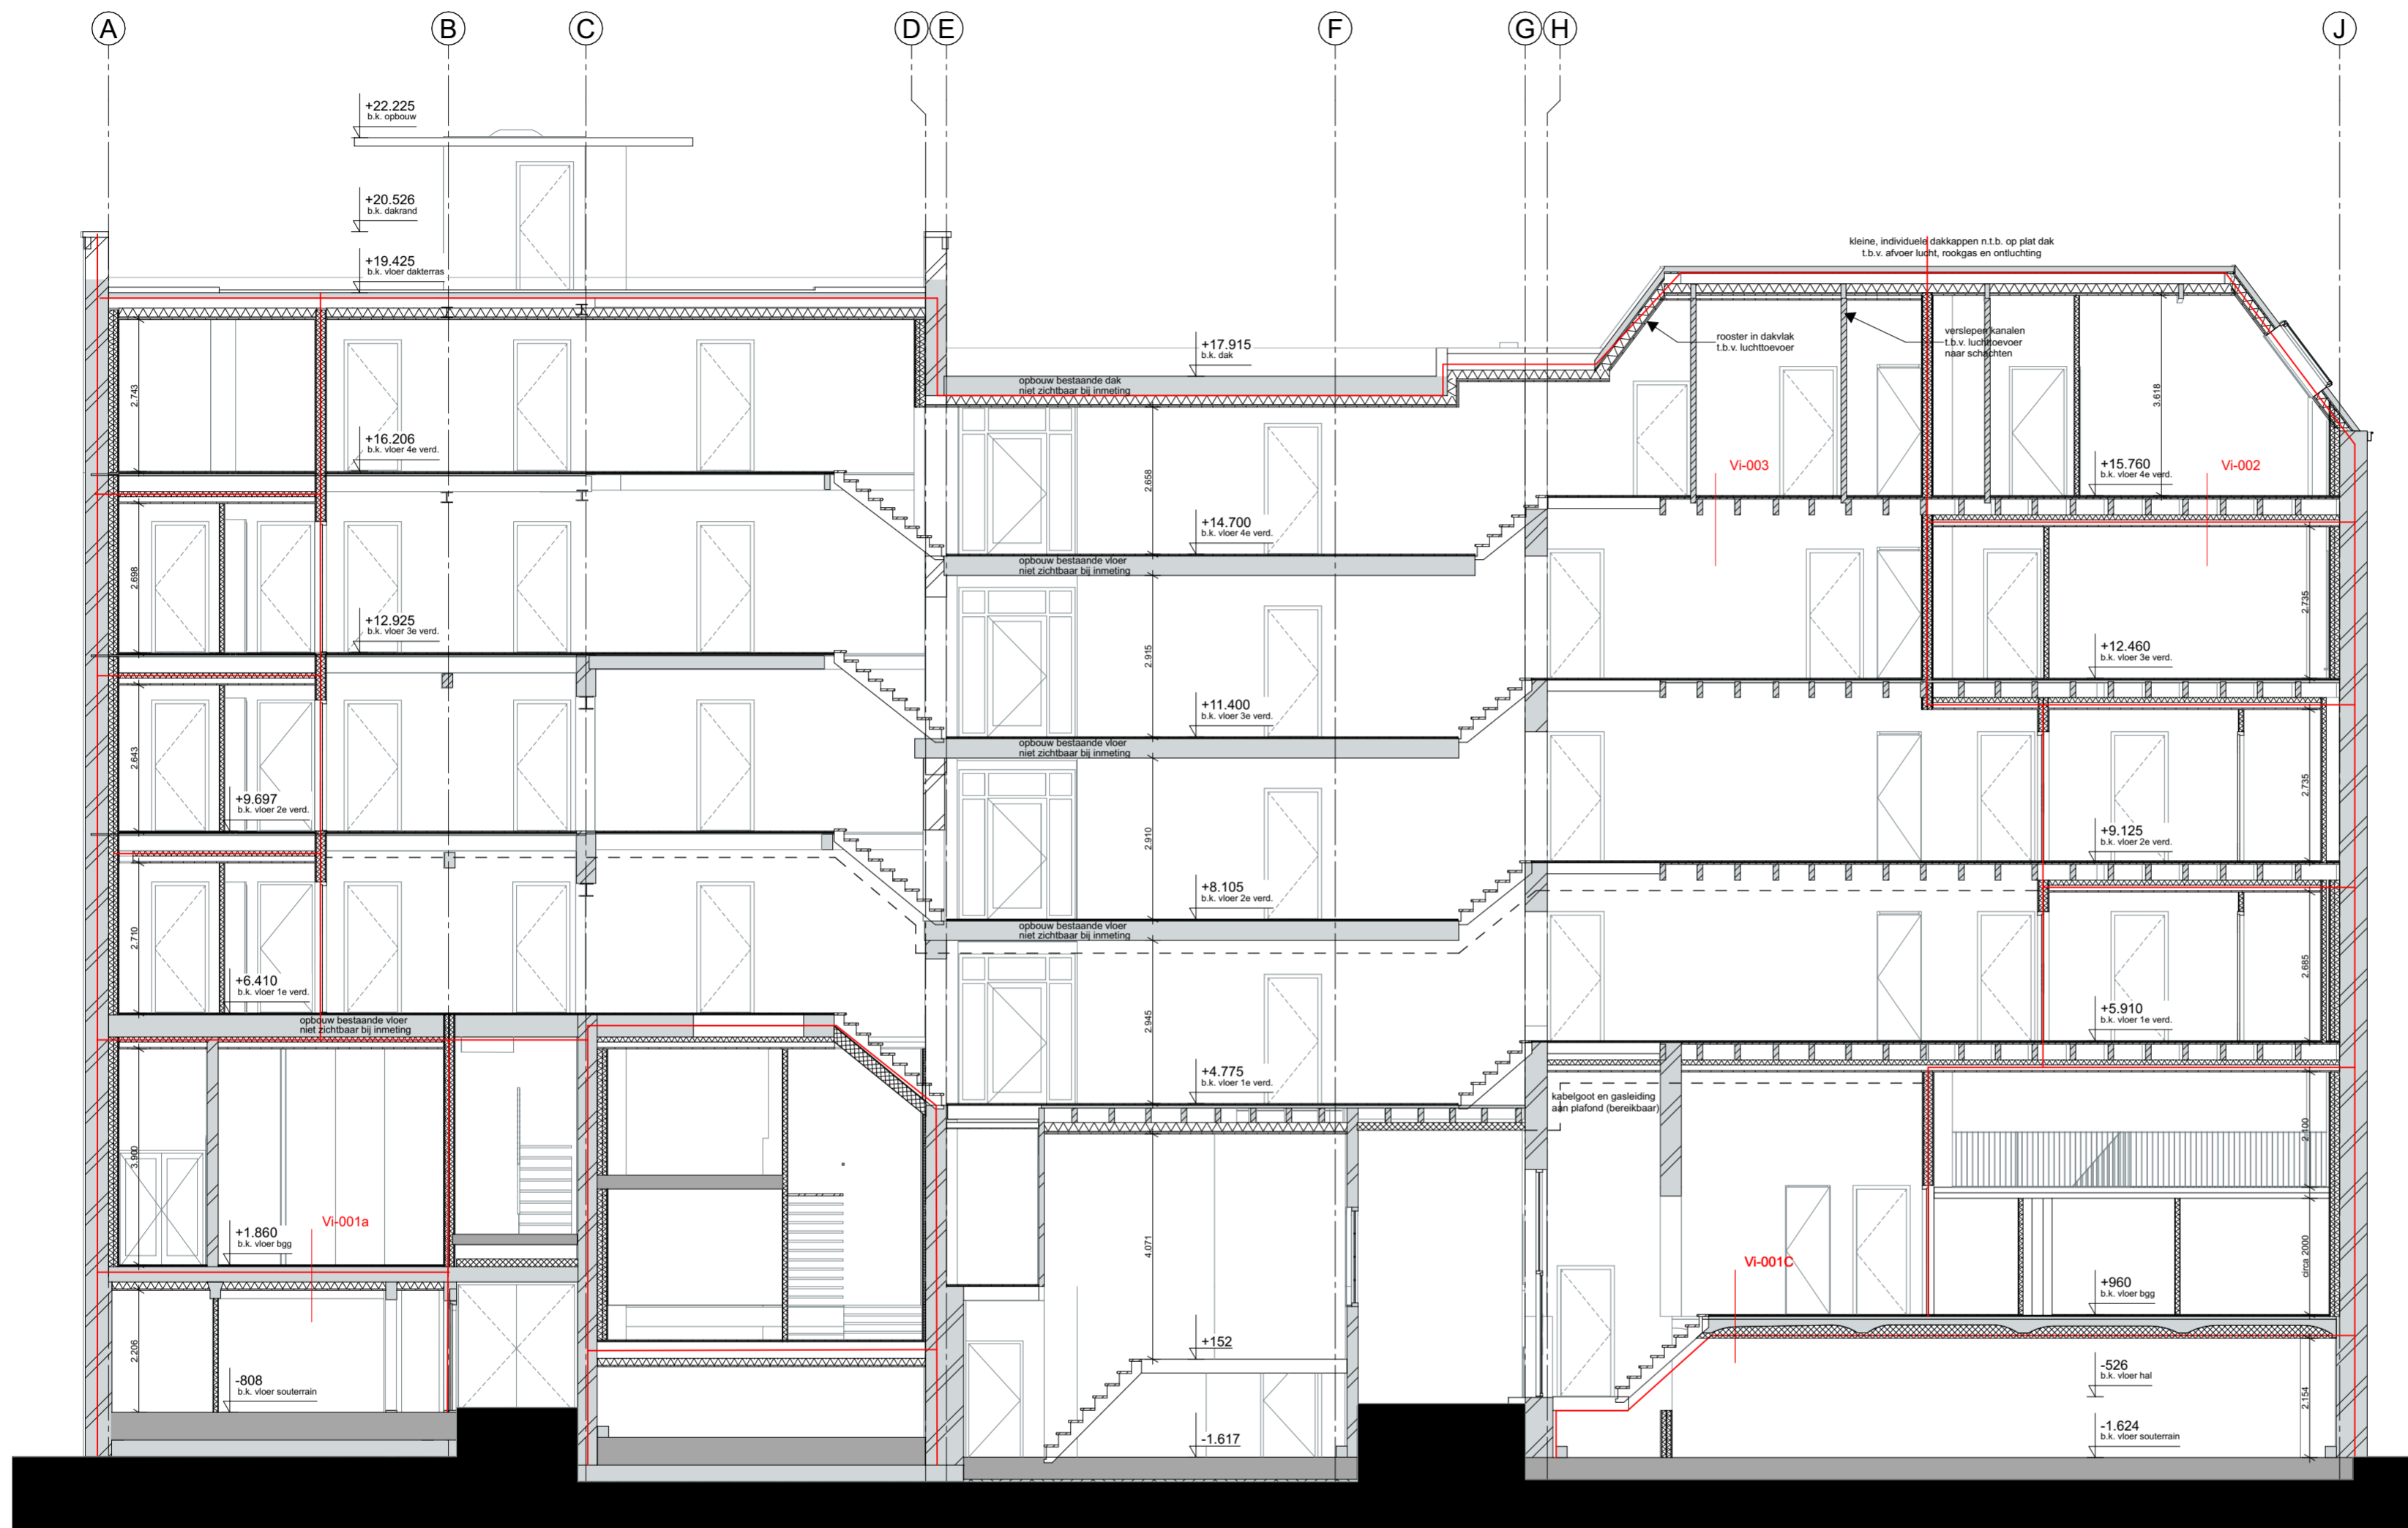 A B C D E F G H J
+22.225
b.k. opbouw
+20.526
b.k. dakrand
+19.425
b.k. vloer dakterras
2.743
+16.206
b.k. vloer 4e verd.
2.698
+12.925
b.k. vloer 3e verd.
2.643
+9.697
b.k. vloer 2e verd.
2.710
+6.410
b.k. vloer 1e verd.
opbouw bestaande vloer
niet zichtbaar bij inmeting
3.900
+1.860
b.k. vloer bgg
Vi-001a
2.206
-808
b.k. vloer souterrain
+17.915
b.k. dak
opbouw bestaande dak
niet zichtbaar bij inmeting
2.658
+14.700
b.k. vloer 4e verd.
opbouw bestaande vloer
niet zichtbaar bij inmeting
2.915
+11.400
b.k. vloer 3e verd.
opbouw bestaande vloer
niet zichtbaar bij inmeting
2.910
+8.105
b.k. vloer 2e verd.
opbouw bestaande vloer
niet zichtbaar bij inmeting
2.945
+4.775
b.k. vloer 1e verd.
4.071
+152
-1.617
kleine, individuele dakkappen n.t.b. op plat dak
t.b.v. afvoer lucht, rookgas en ontluchting
rooster in dakvlak
t.b.v. luchttoevoer
verslepen kanalen
t.b.v. luchttoevoer
naar schachten
3.618
Vi-003
+15.760
b.k. vloer 4e verd.
Vi-002
2.735
+12.460
b.k. vloer 3e verd.
2.735
+9.125
b.k. vloer 2e verd.
2.685
+5.910
b.k. vloer 1e verd.
kabelgoot en gasleiding
aan plafond (bereikbaar)
2.100
circa 2000
Vi-001C
+960
b.k. vloer bgg
-526
b.k. vloer hal
2.154
-1.624
b.k. vloer souterrain